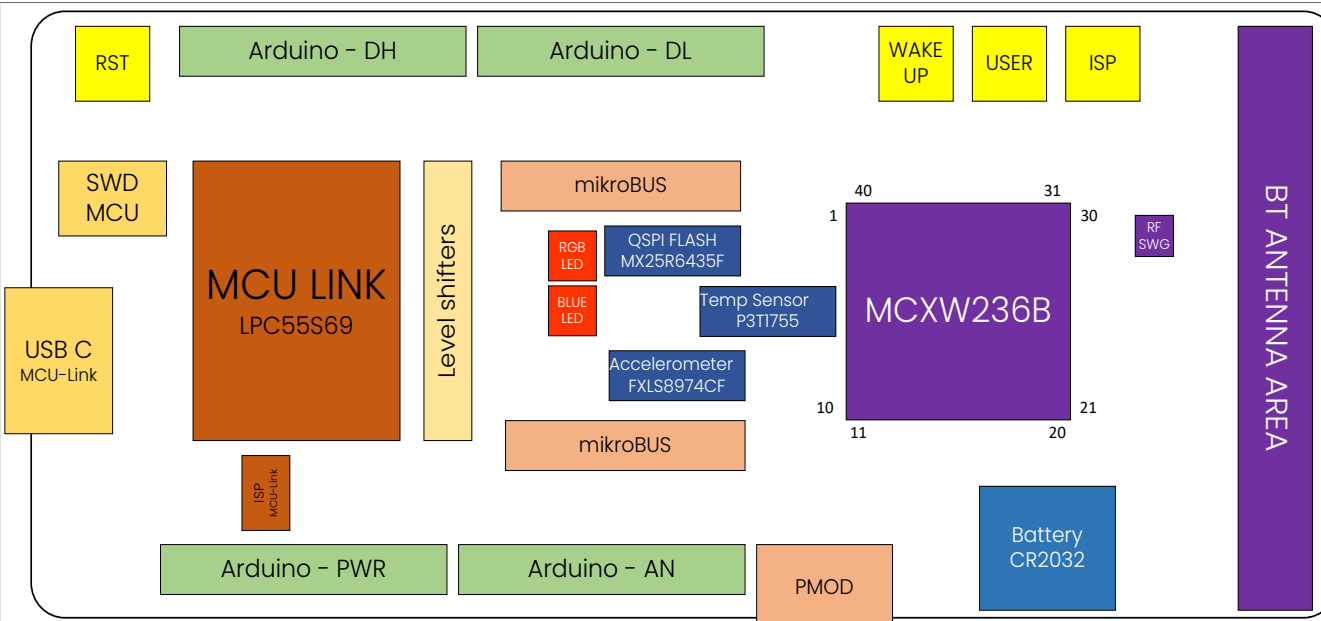 RST
Arduino - DH
Arduino - DL
WAKE
UP
USER
ISP
SWD
MCU
MCU LINK
LPC55S69
Level shifters
mikroBUS
RGB
LED
QSPI FLASH
MX25R6435F
BLUE
LED
Temp Sensor
P3T1755
Accelerometer
FXLS8974CF
mikroBUS
40
31
1
30
MCXW236B
10
21
11
20
RF
SWG
BT ANTENNA AREA
USB C
MCU-Link
ISP
MCU-Link
Arduino - PWR
Arduino - AN
PMOD
Battery
CR2032